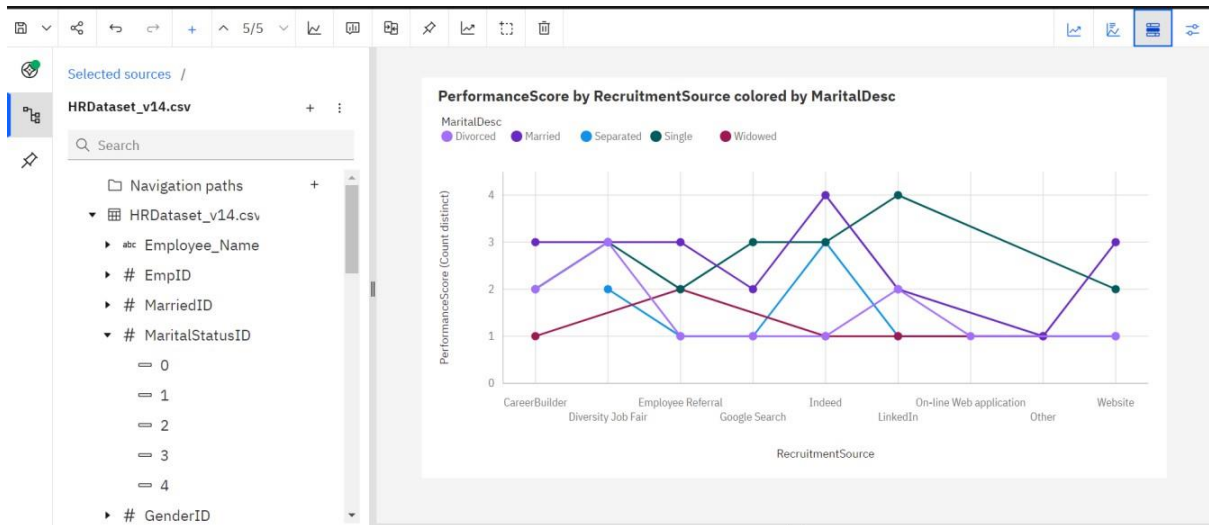 5/5
Selected sources /
HRDataset_v14.csv
Search
Navigation paths
HRDataset_v14.csv
abc Employee_Name
# EmpID
# MarriedID
# MaritalStatusID
0
1
2
3
4
# GenderID
PerformanceScore by RecruitmentSource colored by MaritalDesc
MaritalDesc
Divorced Married Separated Single Widowed
PerformanceScore (Count distinct)
4
3
2
1
0
CareerBuilder Employee Referral Indeed On-line Web application Website
Diversity Job Fair Google Search LinkedIn Other
RecruitmentSource